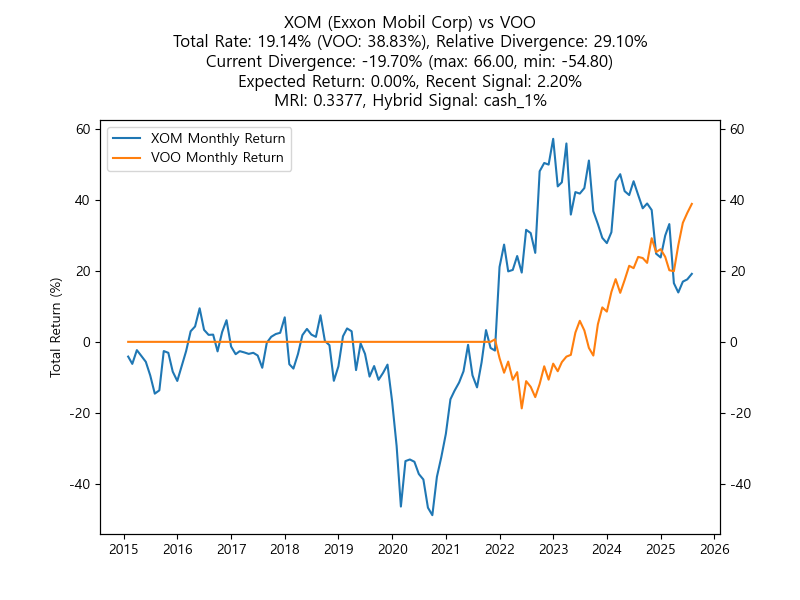 XOM (Exxon Mobil Corp) vs VOO
Total Rate: 19.14% (VOO: 38.83%), Relative Divergence: 29.10%
Current Divergence: -19.70% (max: 66.00, min: -54.80)
Expected Return: 0.00%, Recent Signal: 2.20%
MRI: 0.3377, Hybrid Signal: cash_1%
XOM Monthly Return
VOO Monthly Return
Total Return (%)
60
40
20
0
-20
-40
60
40
20
0
-20
-40
2015 2016 2017 2018 2019 2020 2021 2022 2023 2024 2025 2026